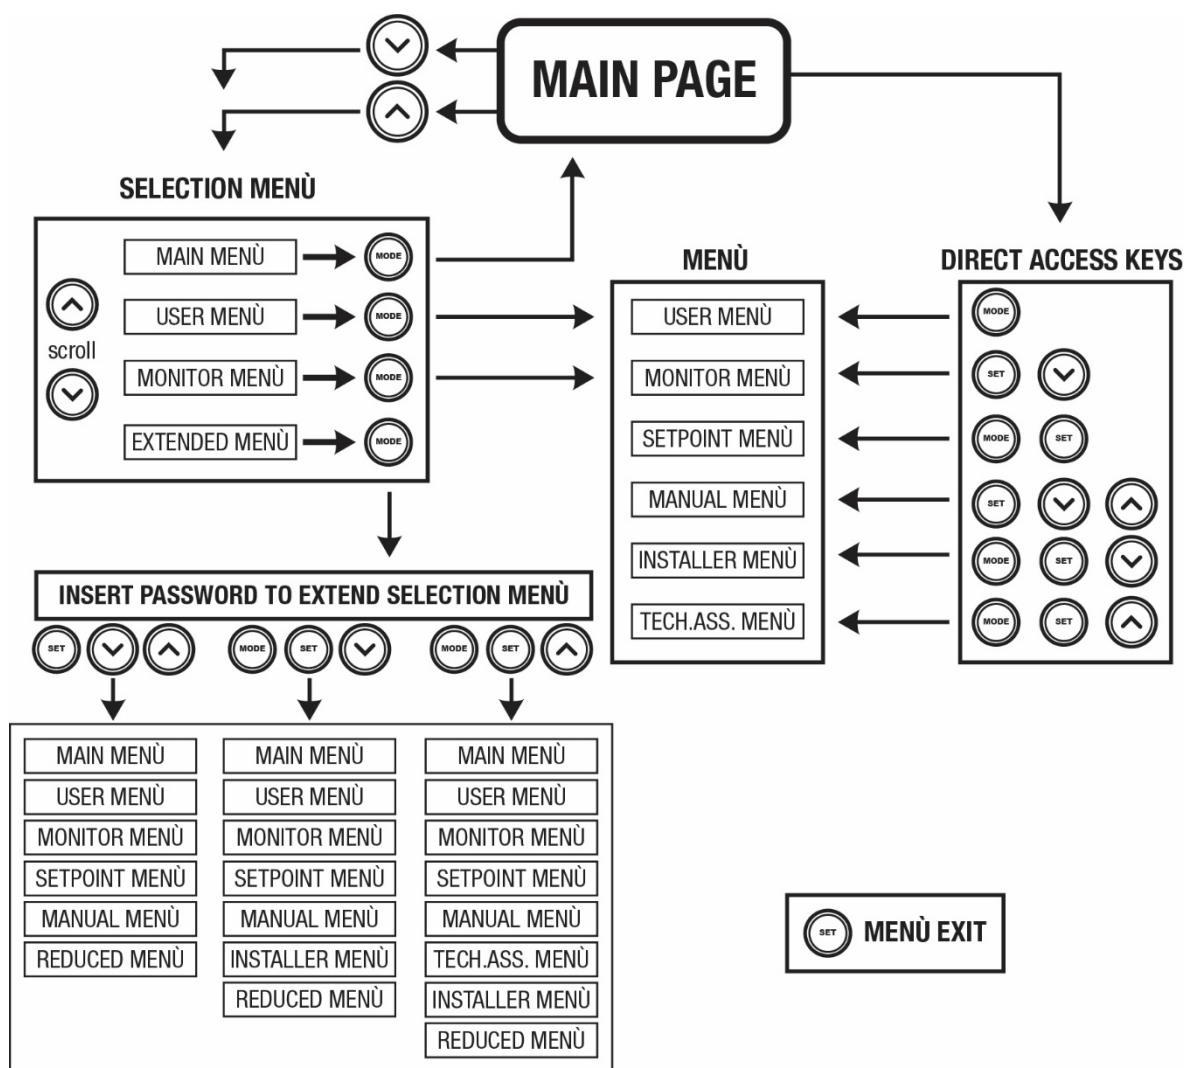 MAIN PAGE
SELECTION MENÙ
MAIN MENÙ MODE
USER MENÙ MODE
scroll
MONITOR MENÙ MODE
EXTENDED MENÙ MODE
MENÙ
USER MENÙ
MONITOR MENÙ
SETPOINT MENÙ
MANUAL MENÙ
INSTALLER MENÙ
TECH.ASS. MENÙ
DIRECT ACCESS KEYS
MODE
SET
MODE SET
SET
MODE SET
MODE SET
INSERT PASSWORD TO EXTEND SELECTION MENÙ
SET
MODE SET
MODE SET
MAIN MENÙ
USER MENÙ
MONITOR MENÙ
SETPOINT MENÙ
MANUAL MENÙ
REDUCED MENÙ
MAIN MENÙ
USER MENÙ
MONITOR MENÙ
SETPOINT MENÙ
MANUAL MENÙ
INSTALLER MENÙ
REDUCED MENÙ
MAIN MENÙ
USER MENÙ
MONITOR MENÙ
SETPOINT MENÙ
MANUAL MENÙ
TECH.ASS. MENÙ
INSTALLER MENÙ
REDUCED MENÙ
SET MENÙ EXIT